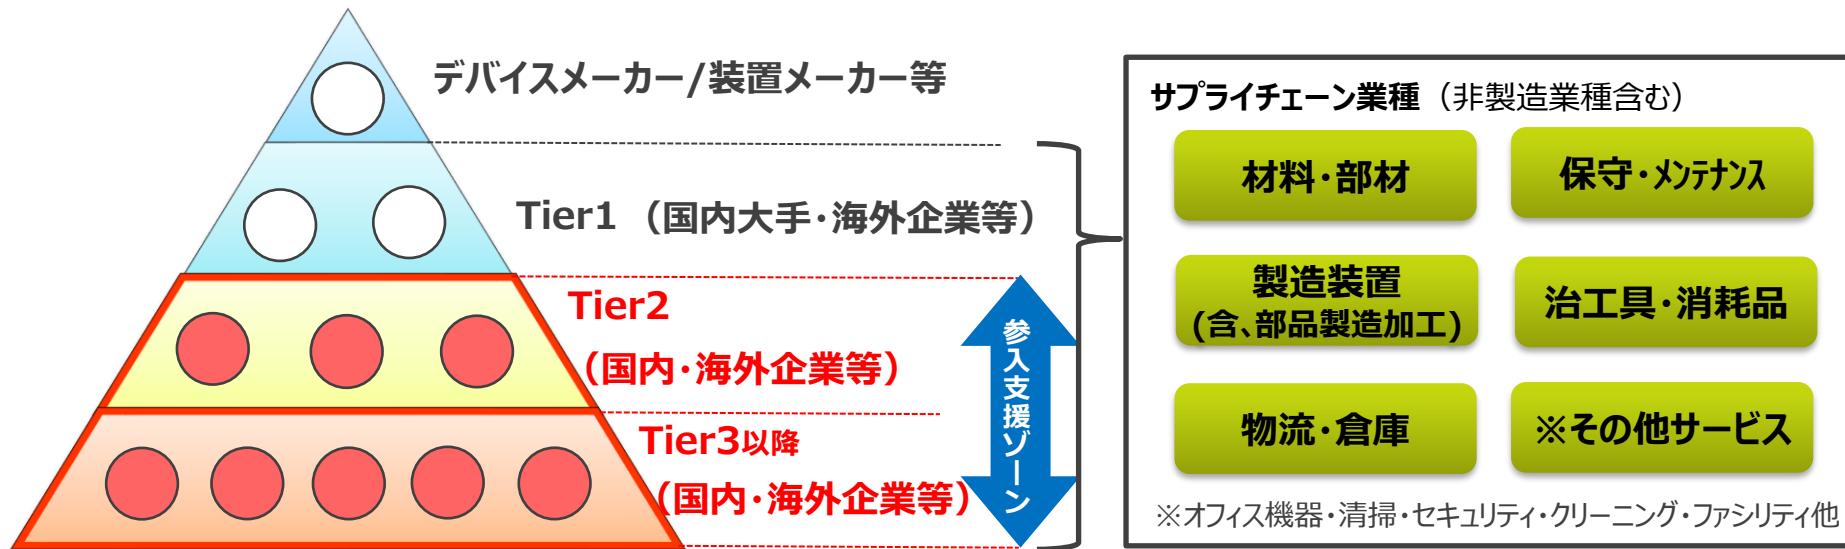 デバイスメーカー/装置メーカー等
Tier1 （国内大手・海外企業等）
Tier2
（国内・海外企業等）
Tier3以降
（国内・海外企業等）
参入支援ゾーン
サプライチェーン業種（非製造業種含む）
材料・部材
保守・メンテナンス
製造装置
(含、部品製造加工)
治工具・消耗品
物流・倉庫
※その他サービス
※オフィス機器・清掃・セキュリティ・クリーニング・ファシリティ他